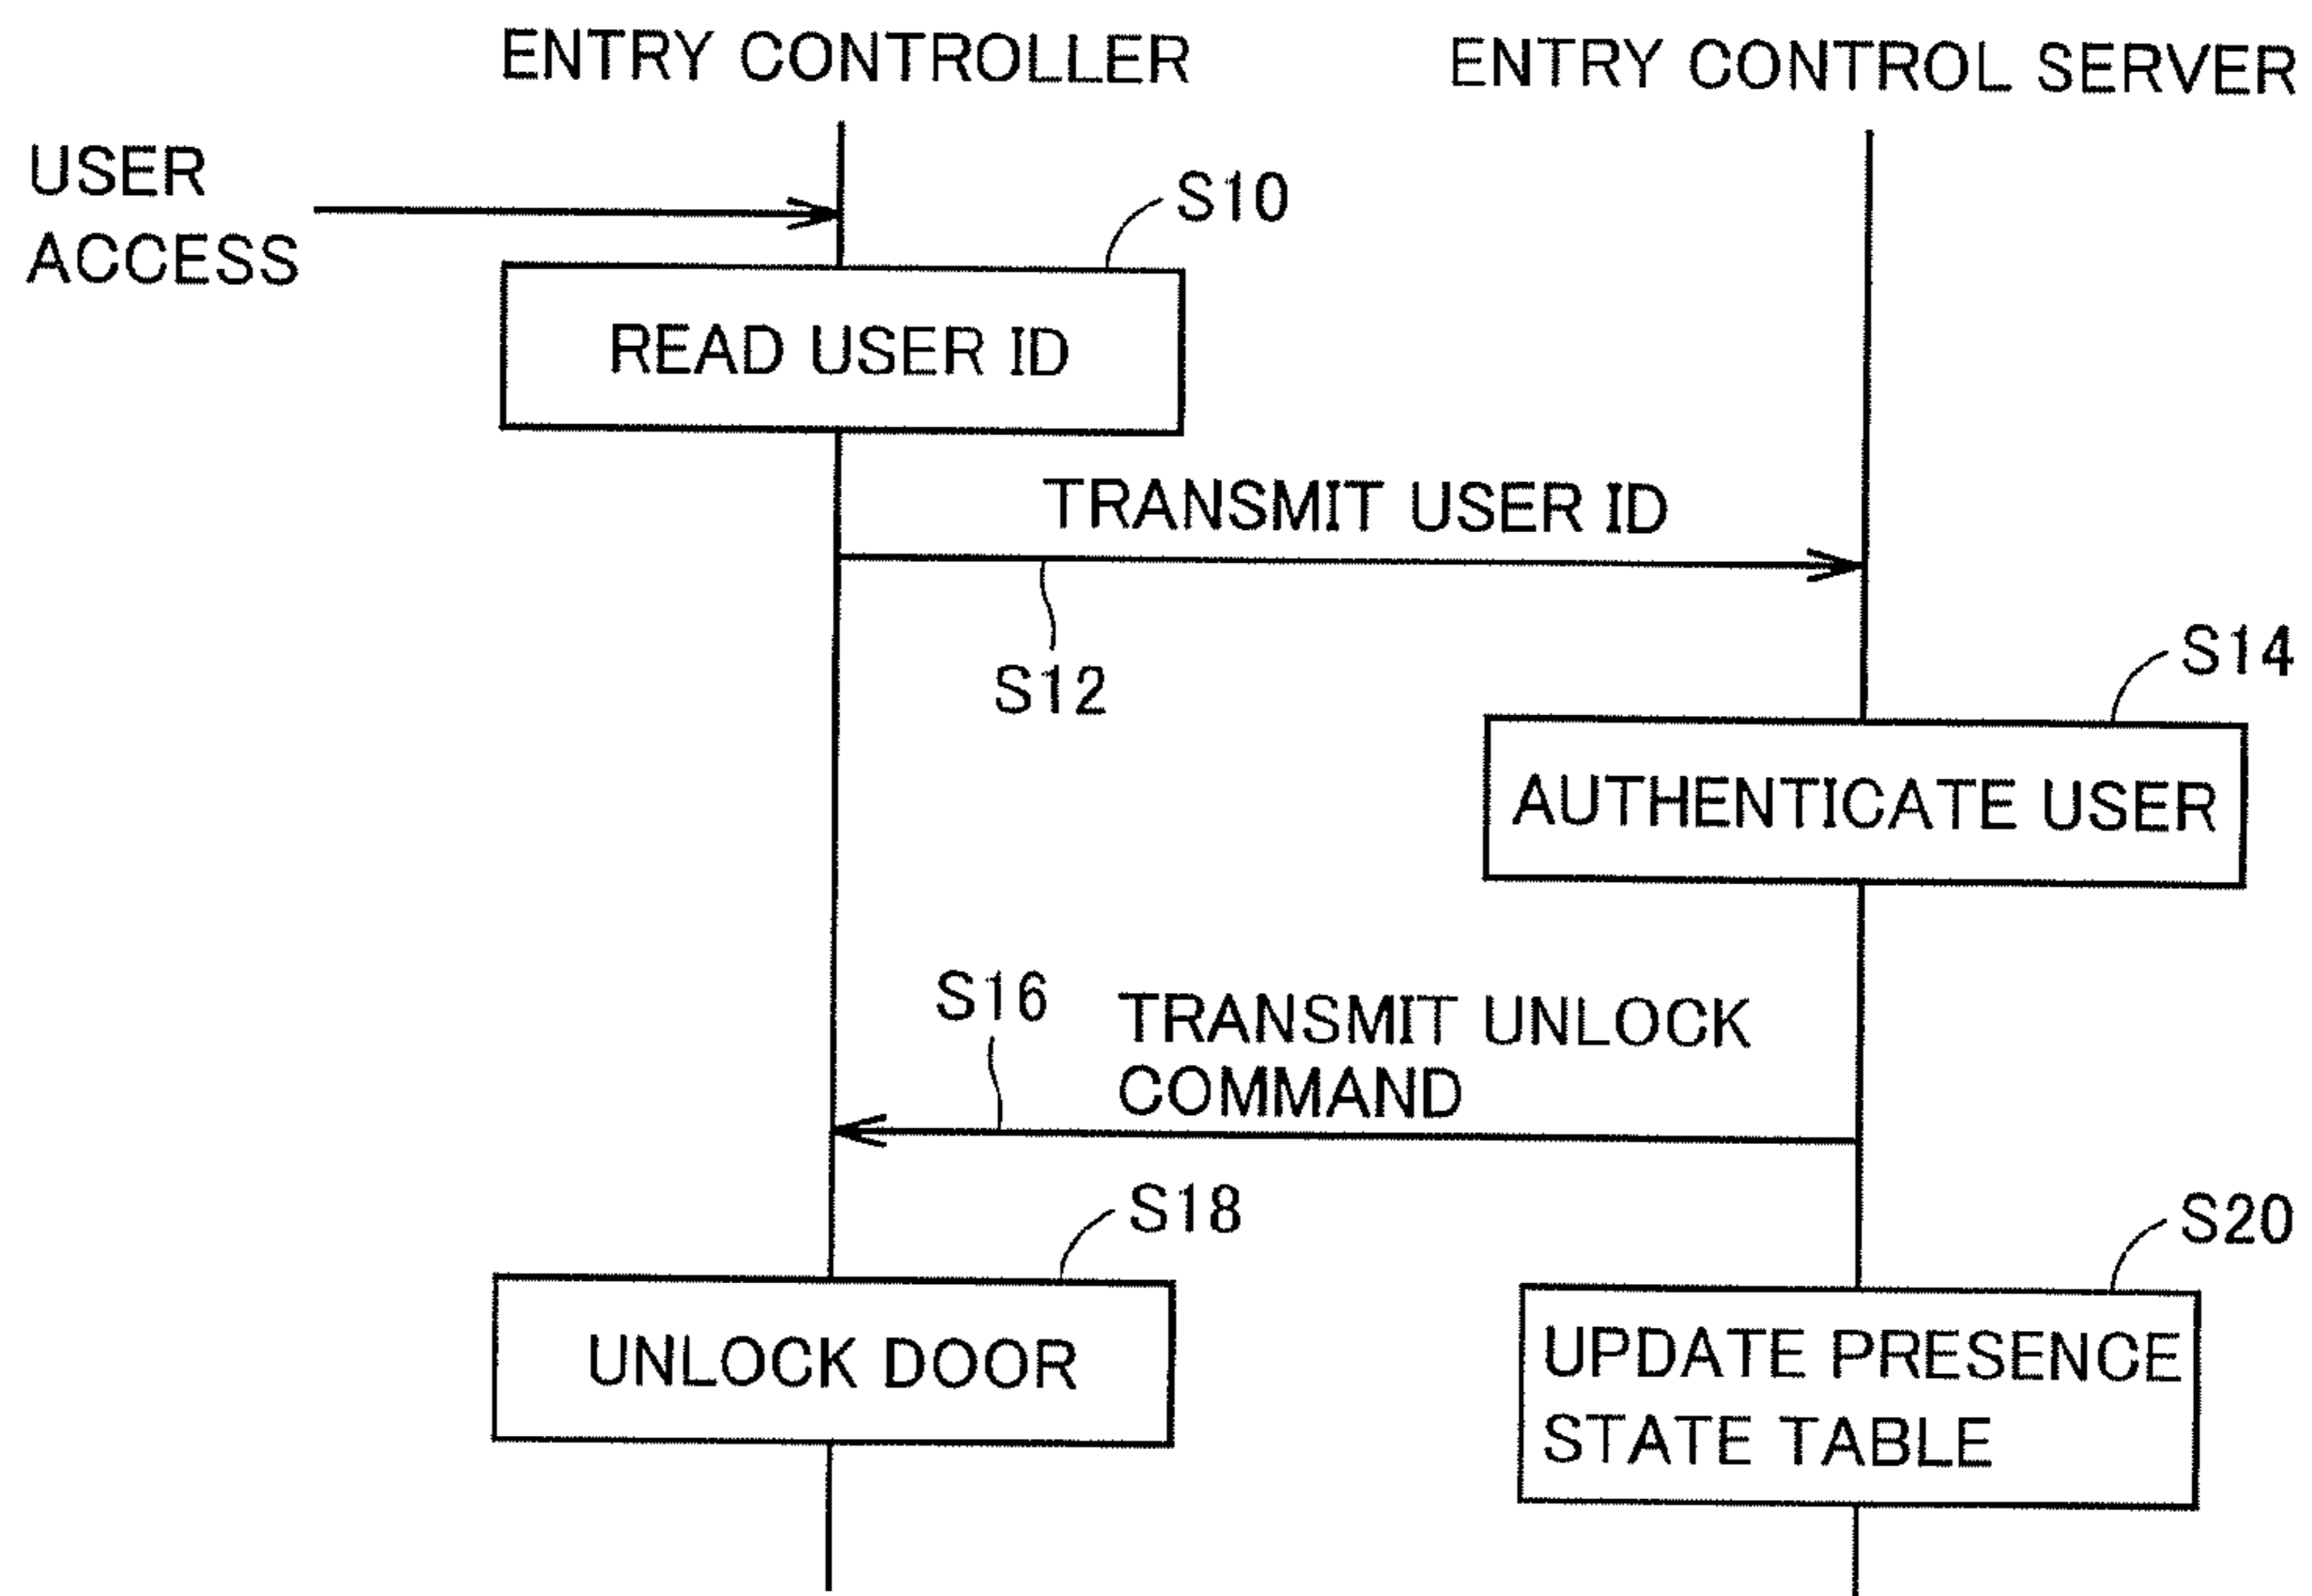 ENTRY CONTROLLER
ENTRY CONTROL SERVER
USER
ACCESS
S10
READ USER ID
TRANSMIT USER ID
S12
S14
AUTHENTICATE USER
S16
TRANSMIT UNLOCK
COMMAND
S18
UNLOCK DOOR
S20
UPDATE PRESENCE
STATE TABLE